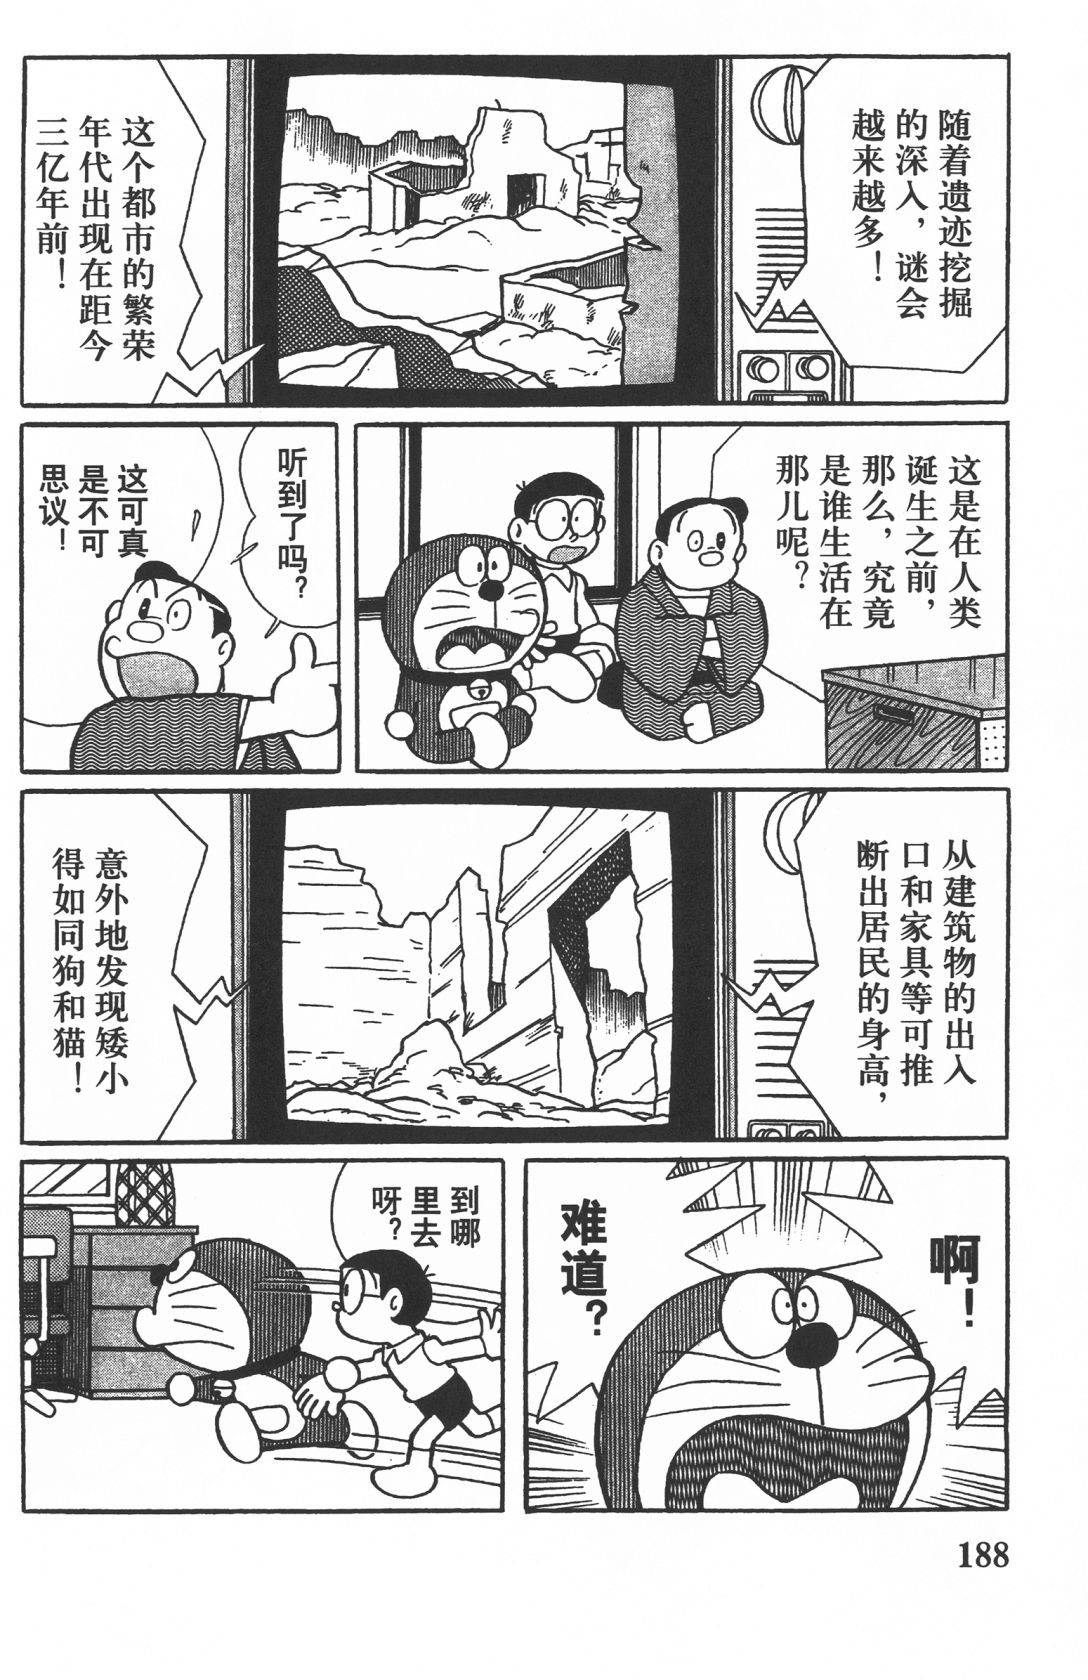 随着遗迹挖掘
的深入，谜会
越来越多！
这个都市的繁荣
年代出现在距今
三亿年前！
这是在人类
诞生之前，
那么，究竟
是谁生活在
那儿呢？
听到了吗？
这可真
是不可
思议！
从建筑物的出入
口和家具等可推
断出居民的身高，
意外地发现矮小
得如同狗和猫！
啊！
难道？
到哪
里去
呀？
188